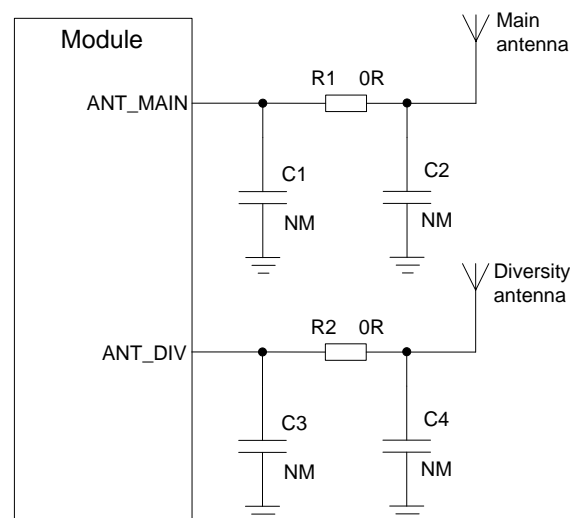 Module
Main
antenna
R1 0R
ANT_MAIN
C1
C2
NM
NM
Diversity
antenna
R2 0R
ANT_DIV
C3
C4
NM
NM